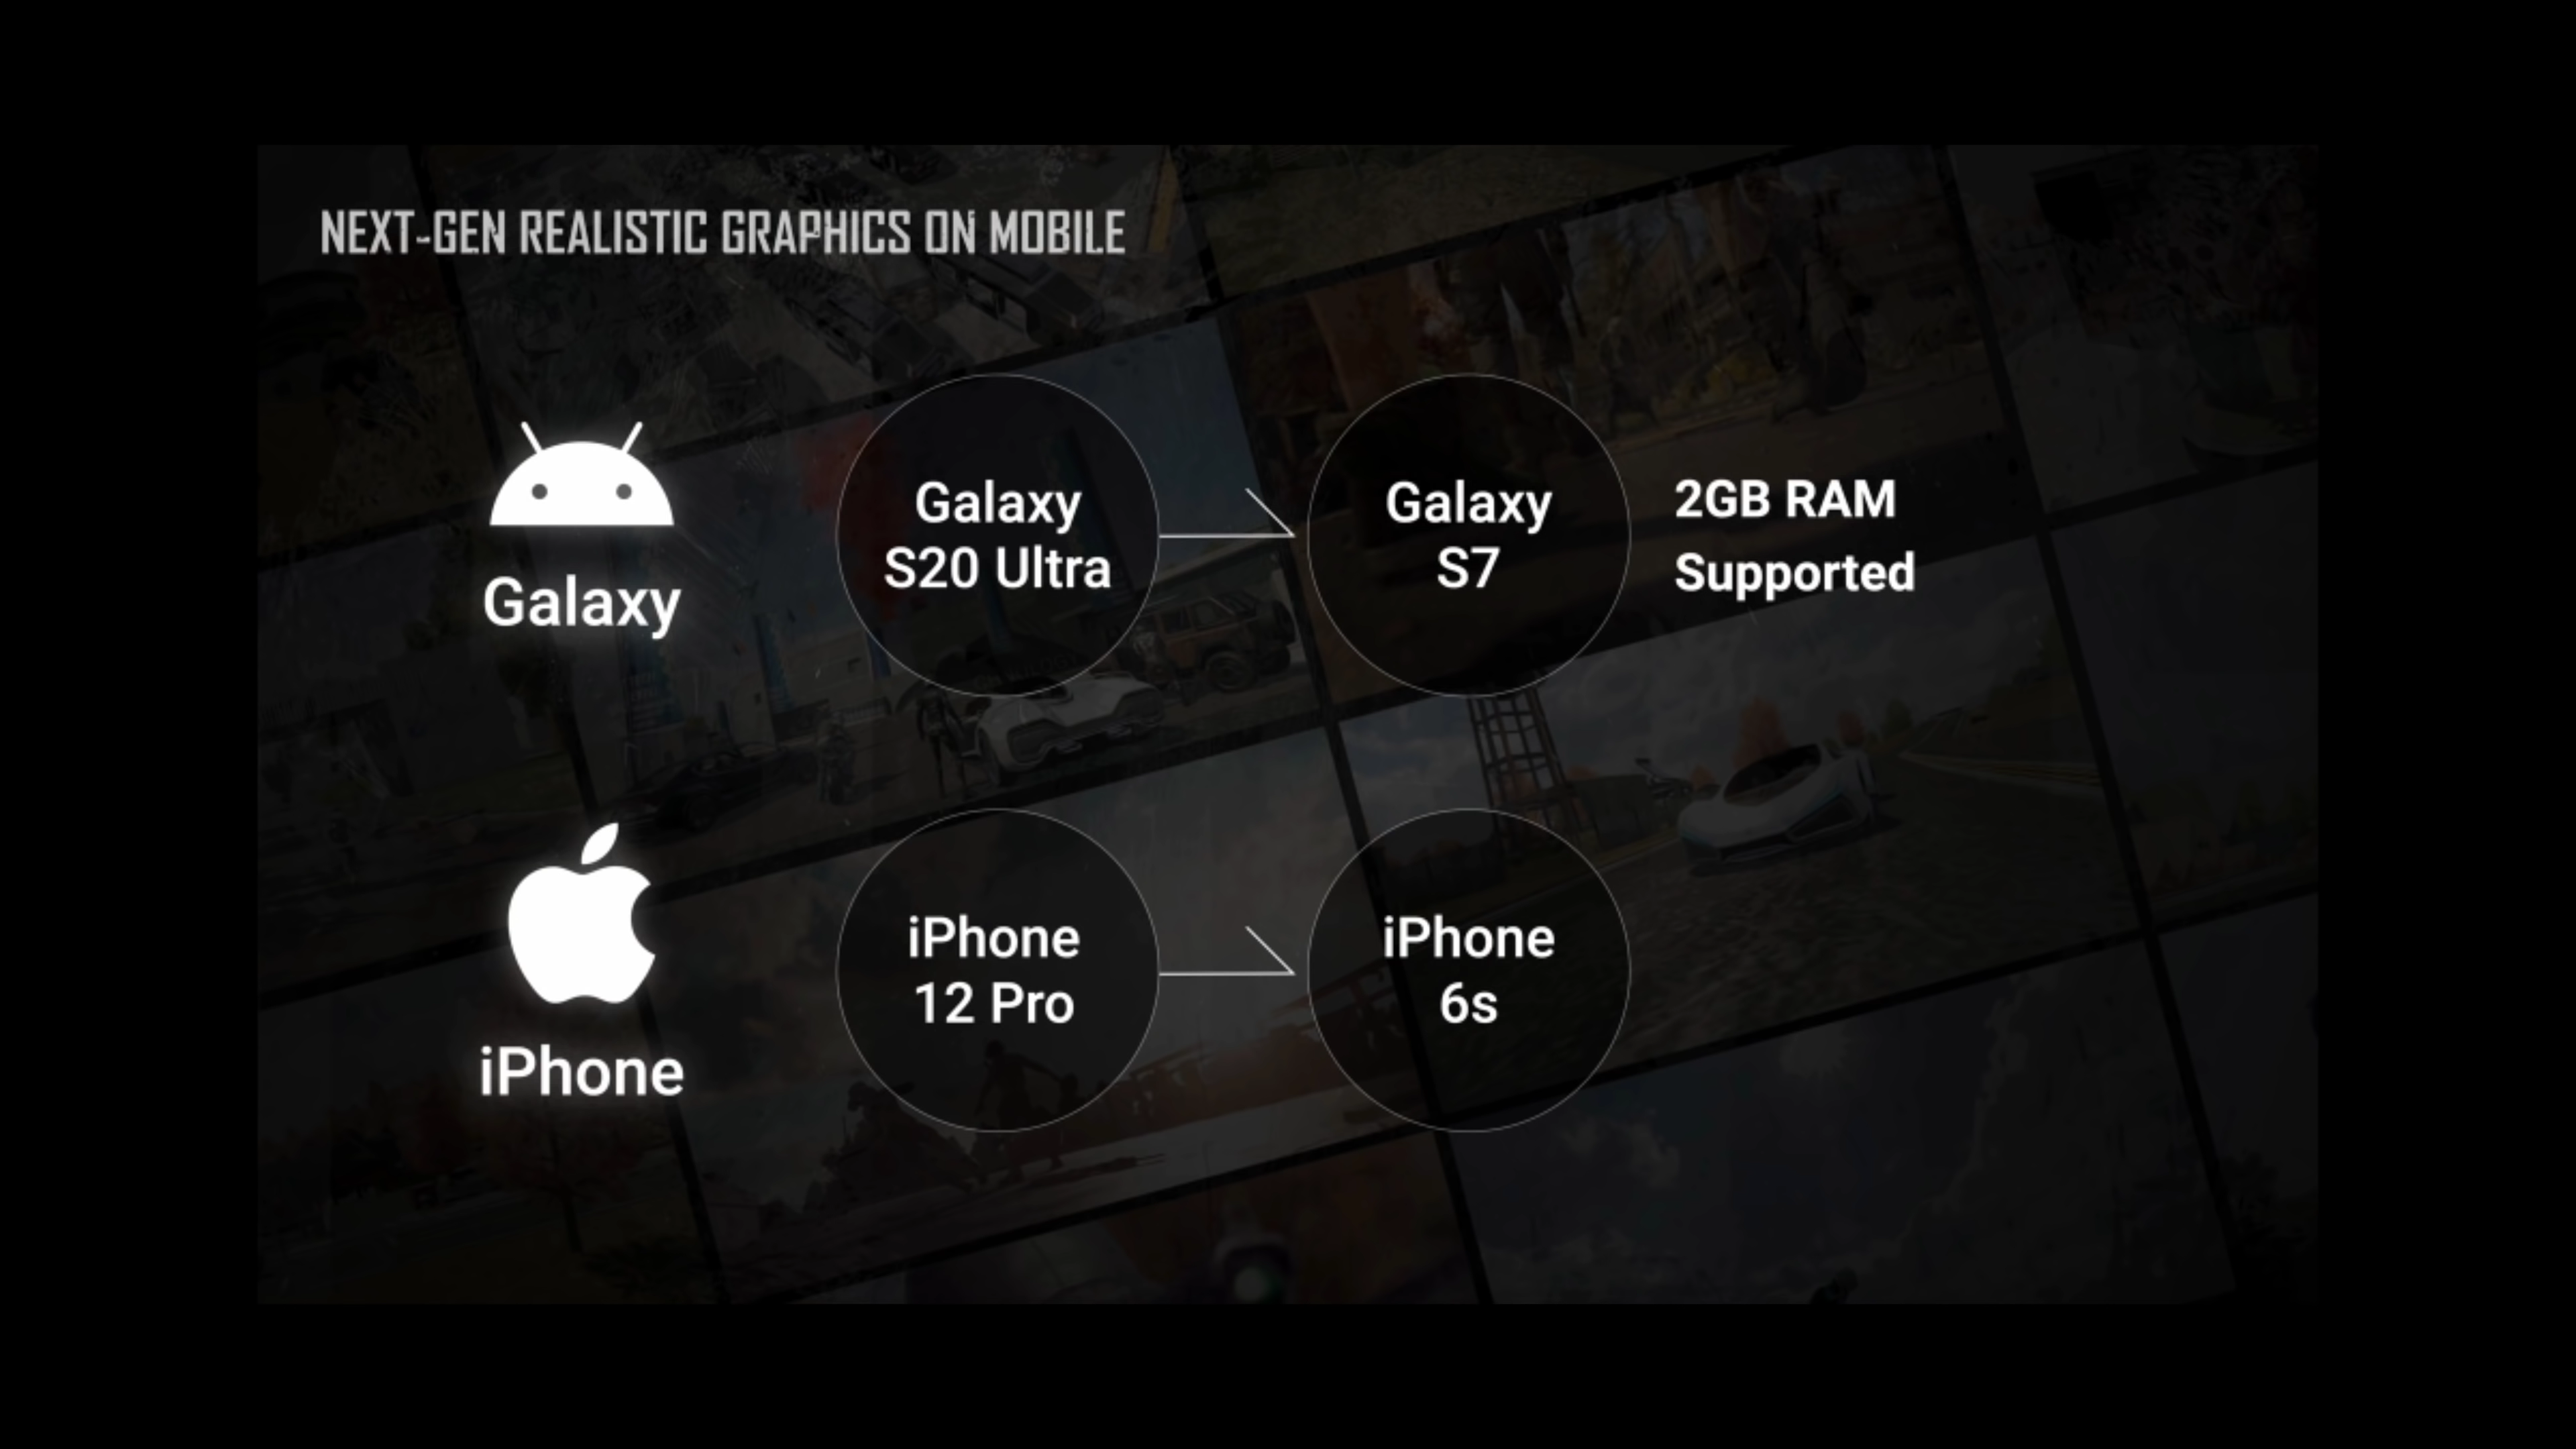 NEXT-GEN REALISTIC GRAPHICS ON MOBILE
Galaxy
Galaxy
S20 Ultra
Galaxy
S7
2GB RAM
Supported
iPhone
iPhone
12 Pro
iPhone
6s